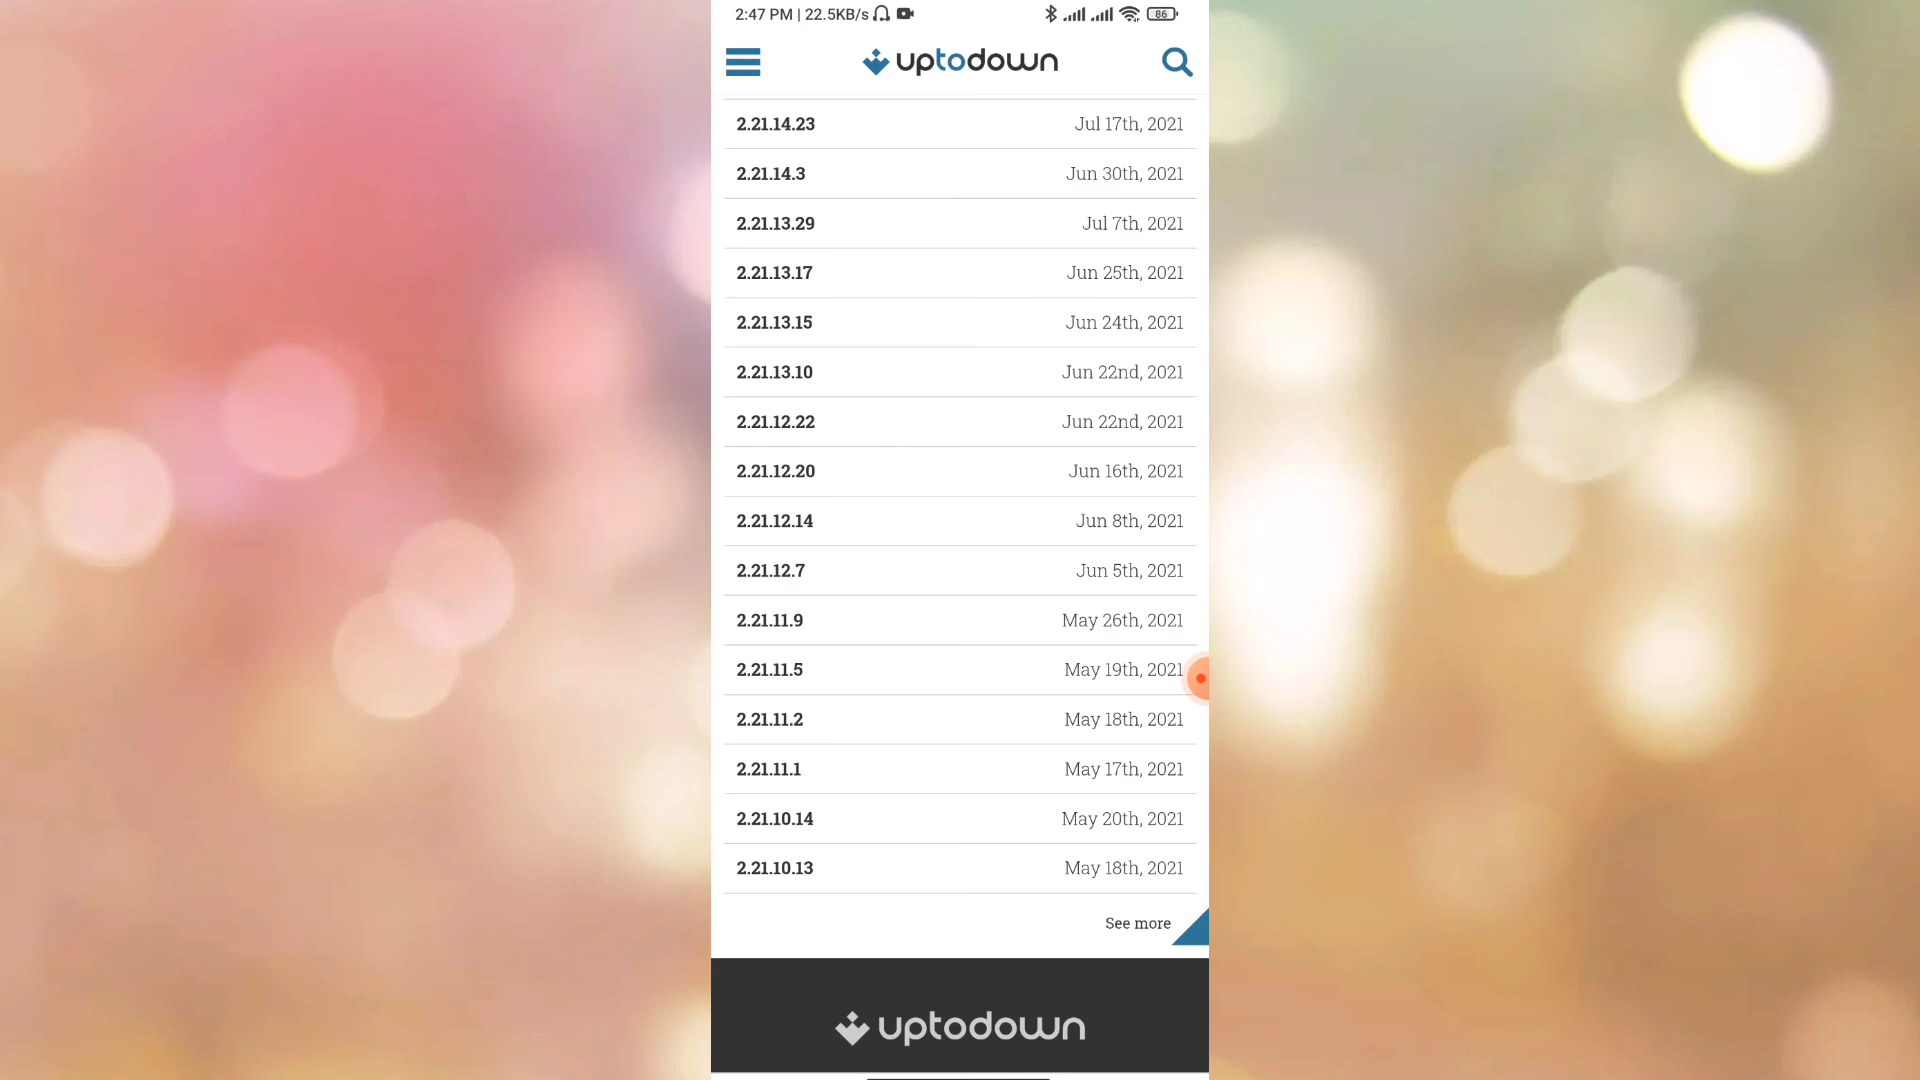 2:47 PM | 22.5KB/s 86
uptodown
2.21.14.23 Jul 17th, 2021
2.21.14.3 Jun 30th, 2021
2.21.13.29 Jul 7th, 2021
2.21.13.17 Jun 25th, 2021
2.21.13.15 Jun 24th, 2021
2.21.13.10 Jun 22nd, 2021
2.21.12.22 Jun 22nd, 2021
2.21.12.20 Jun 16th, 2021
2.21.12.14 Jun 8th, 2021
2.21.12.7 Jun 5th, 2021
2.21.11.9 May 26th, 2021
2.21.11.5 May 19th, 2021
2.21.11.2 May 18th, 2021
2.21.11.1 May 17th, 2021
2.21.10.14 May 20th, 2021
2.21.10.13 May 18th, 2021
See more
uptodown